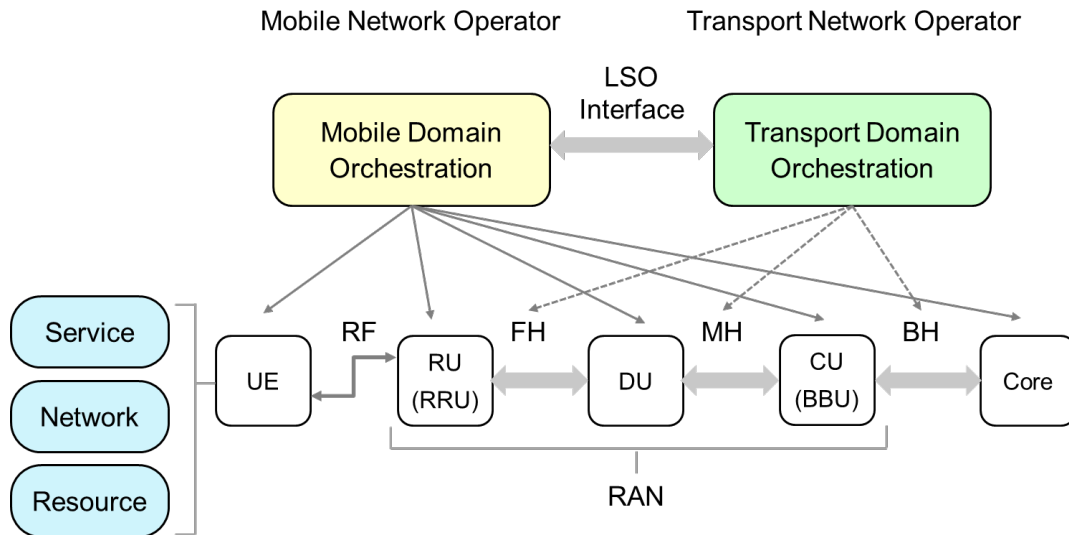 Mobile Network Operator
Transport Network Operator
LSO
Interface
Mobile Domain
Orchestration
Transport Domain
Orchestration
Service
Network
Resource
UE
RF
RU
(RRU)
FH
DU
MH
CU
(BBU)
BH
Core
RAN